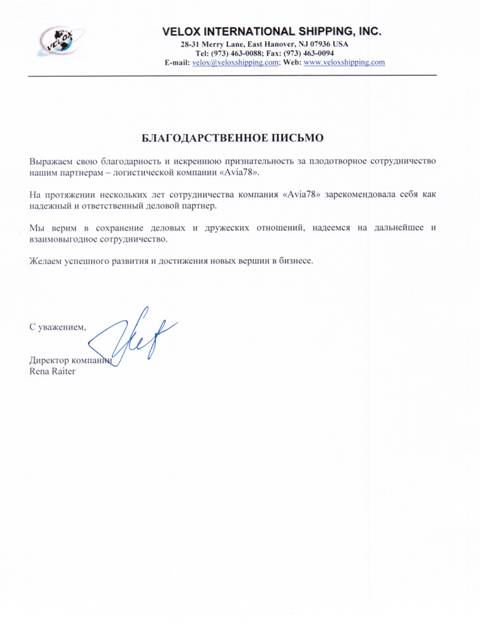 VELOX
VELOX INTERNATIONAL SHIPPING, INC.
28-31 Merry Lane, East Hanover, NJ 07936 USA
Tel: (973) 463-0088; Fax: (973) 463-0094
E-mail: velox@veloxshipping.com; Web: www.veloxshipping.com
БЛАГОДАРСТВЕННОЕ ПИСЬМО
Выражаем свою благодарность и искреннюю признательность за плодотворное сотрудничество
нашим партнерам – логистической компании «Avia78».
На протяжении нескольких лет сотрудничества компания «Avia78» зарекомендовала себя как
надежный и ответственный деловой партнер.
Мы верим в сохранение деловых и дружеских отношений, надеемся на дальнейшее и
взаимовыгодное сотрудничество.
Желаем успешного развития и достижения новых вершин в бизнесе.
С уважением,
Директор компании
Rena Raiter